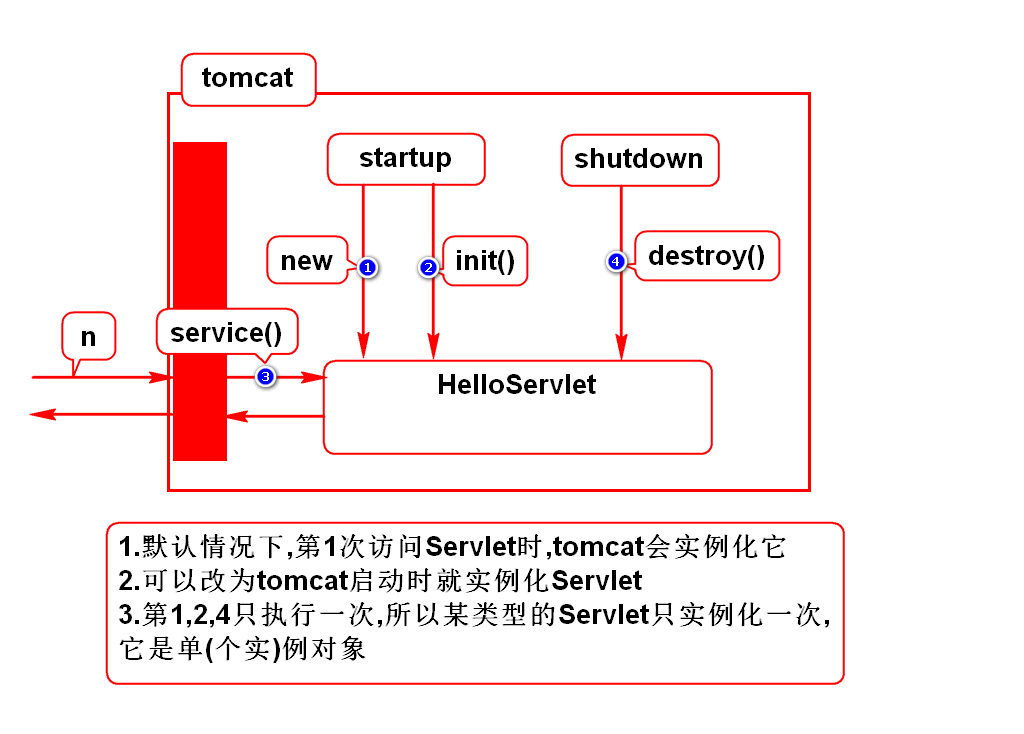 tomcat
startup
shutdown
new
1
2
init()
4
destroy()
n
service()
3
HelloServlet
1.默认情况下,第1次访问Servlet时,tomcat会实例化它
2.可以改为tomcat启动时就实例化Servlet
3.第1,2,4只执行一次,所以某类型的Servlet只实例化一次,
它是单(个实)例对象